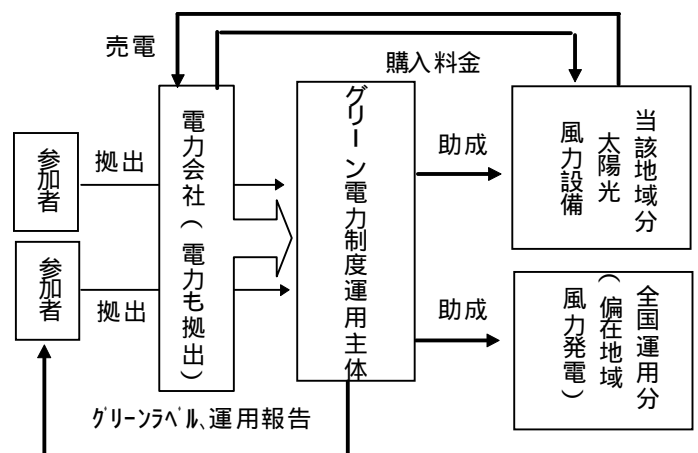 売電
購入料金
参加者
拠出
電力会社（電力も拠出）
グリーン電力制度運用主体
助成
当該地域分
太陽光
風力設備
参加者
拠出
助成
全国運用分
（偏在地域
風力発電）
グリーンラベル、運用報告